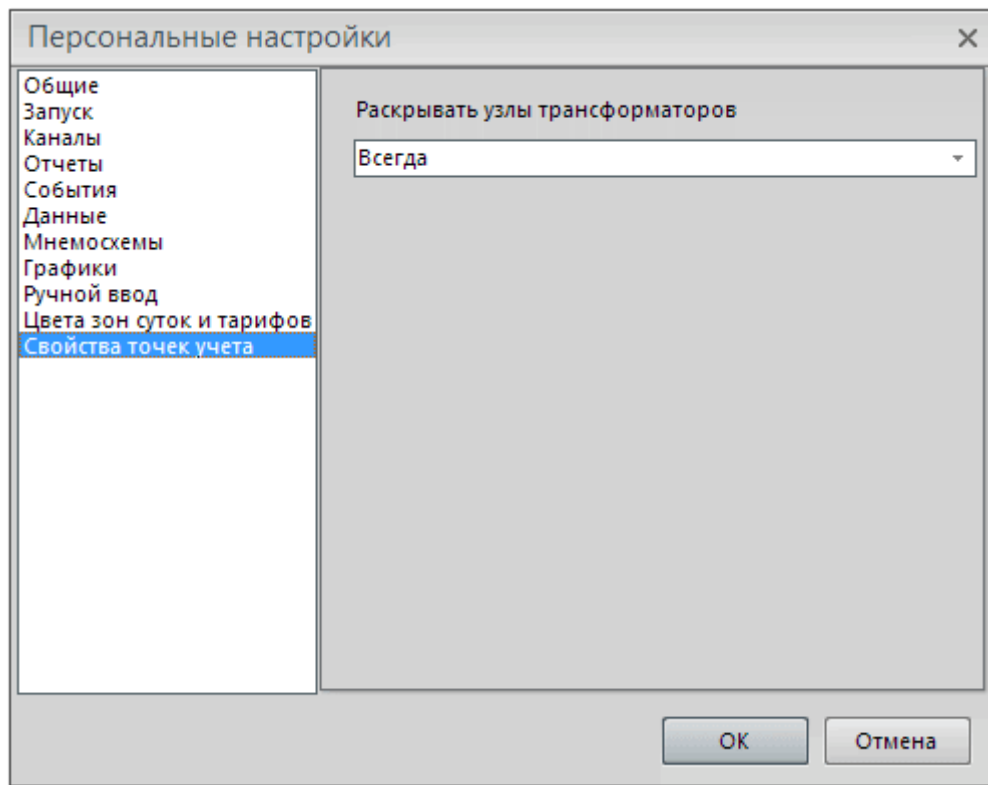 Персональные настройки
Общие
Запуск
Каналы
Отчеты
События
Данные
Мнемосхемы
Графики
Ручной ввод
Цвета зон суток и тарифов
Свойства точек учета
Раскрывать узлы трансформаторов
Всегда
ОК
Отмена